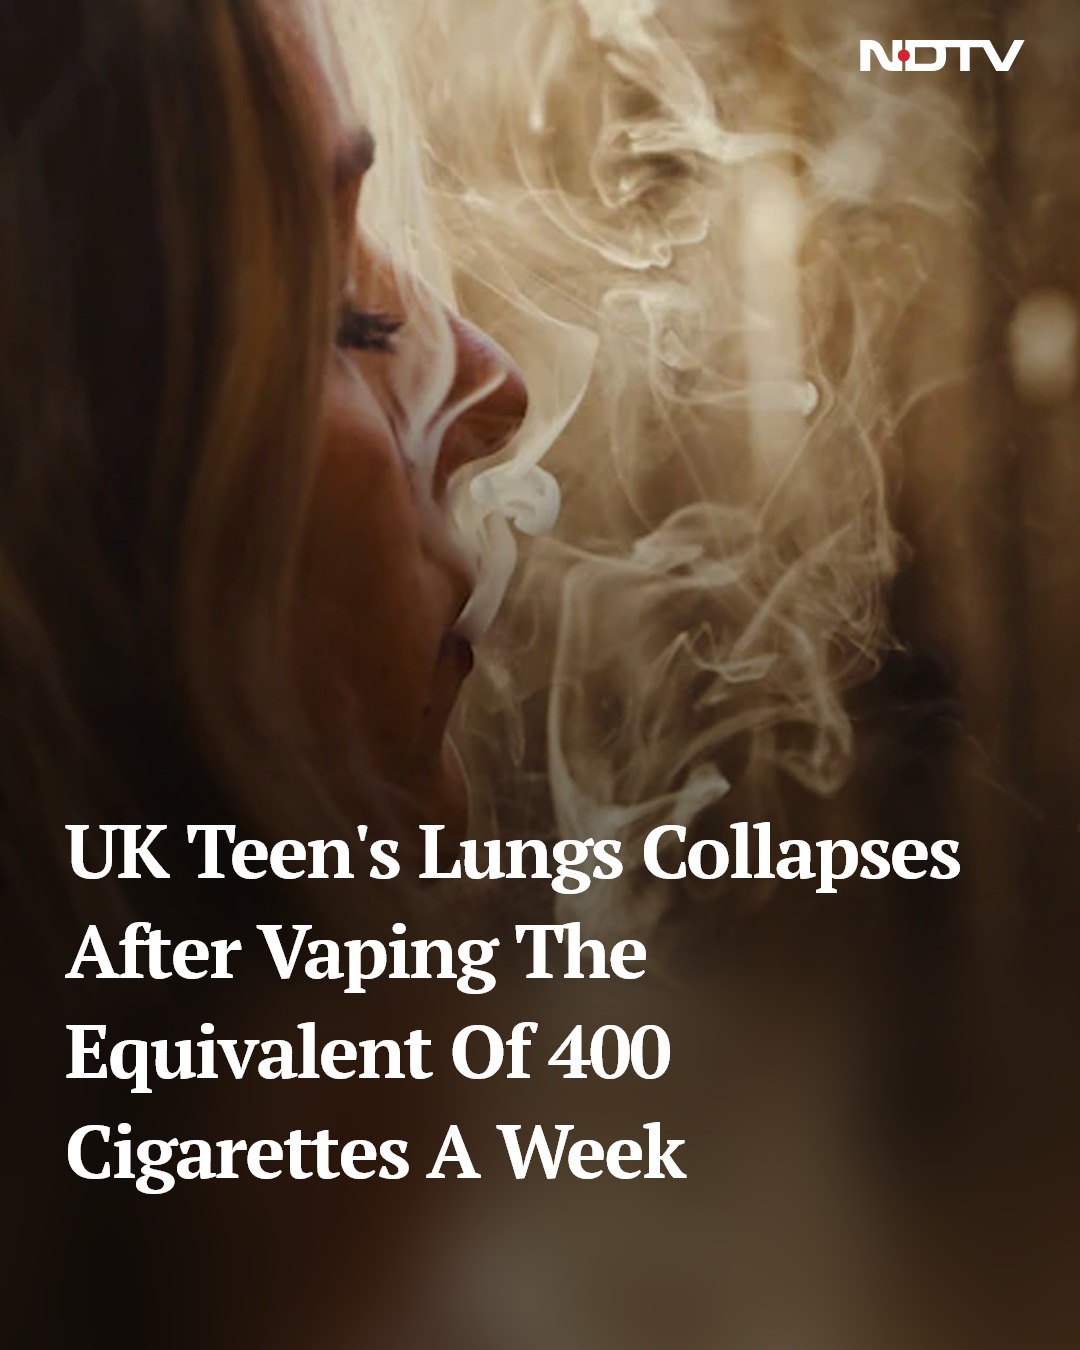 NDTV
UK Teen's Lungs Collapses
After Vaping The
Equivalent Of 400
Cigarettes A Week